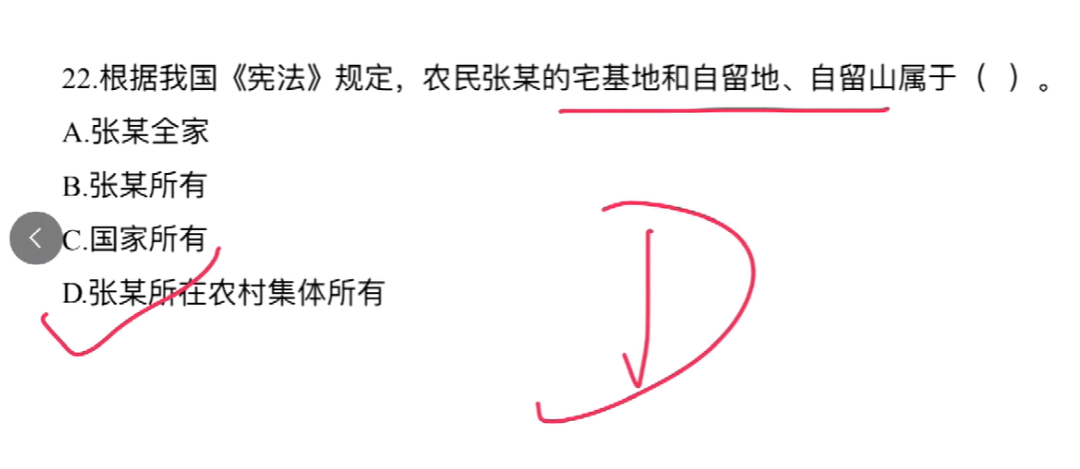 22.根据我国《宪法》规定，农民张某的宅基地和自留地、自留山属于（ ）。
A.张某全家
B.张某所有
C.国家所有
D.张某所在农村集体所有
D